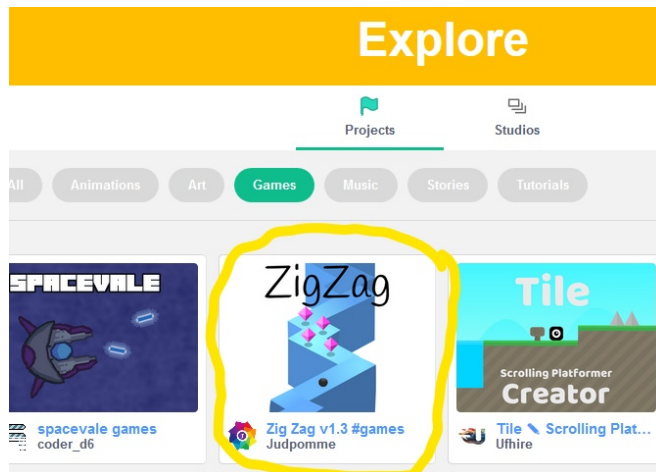 Explore
Projects Studios
All Animations Art Games Music Stories Tutorials
SPACEVALE
ZigZag
Tile
Scrolling Platformer
Creator
spacevale games
coder_d6
Zig Zag v1.3 #games
Judpomme
Tile ✎ Scrolling Plat...
Ufhire